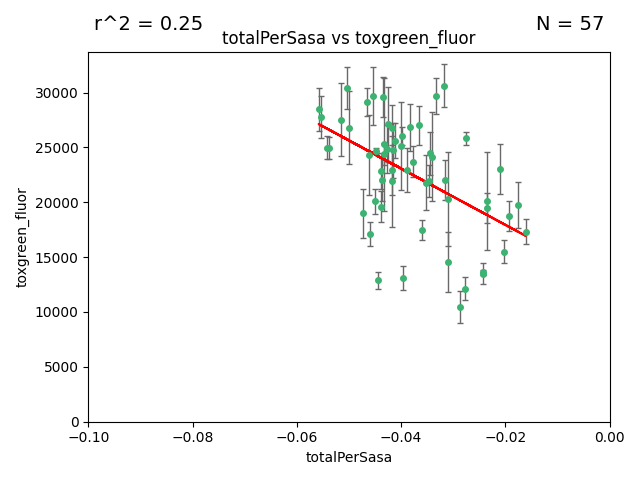 r^2 = 0.25
N = 57
totalPerSasa vs toxgreen_fluor
toxgreen_fluor
30000
25000
20000
15000
10000
5000
0
−0.10
−0.08
−0.06
−0.04
−0.02
0.00
totalPerSasa